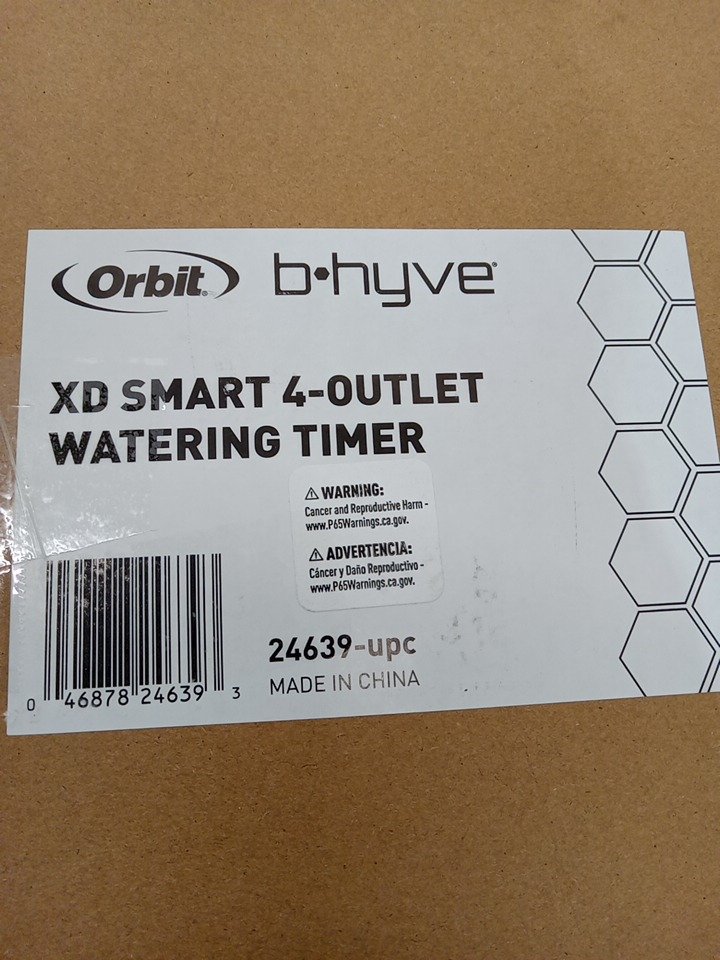 Orbit® b•hyve®
XD SMART 4-OUTLET
WATERING TIMER
⚠ WARNING:
Cancer and Reproductive Harm -
www.P65Warnings.ca.gov.
⚠ ADVERTENCIA:
Cáncer y Daño Reproductivo -
www.P65Warnings.ca.gov.
24639-upc
MADE IN CHINA
0 46878 24639 3